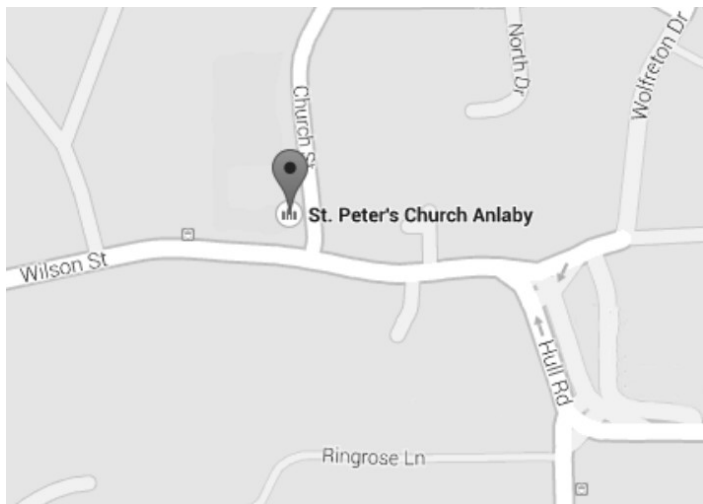 North Dr
Wolfreton Dr
Church St
St. Peter's Church Anlaby
Wilson St
Hull Rd
Ringrose Ln